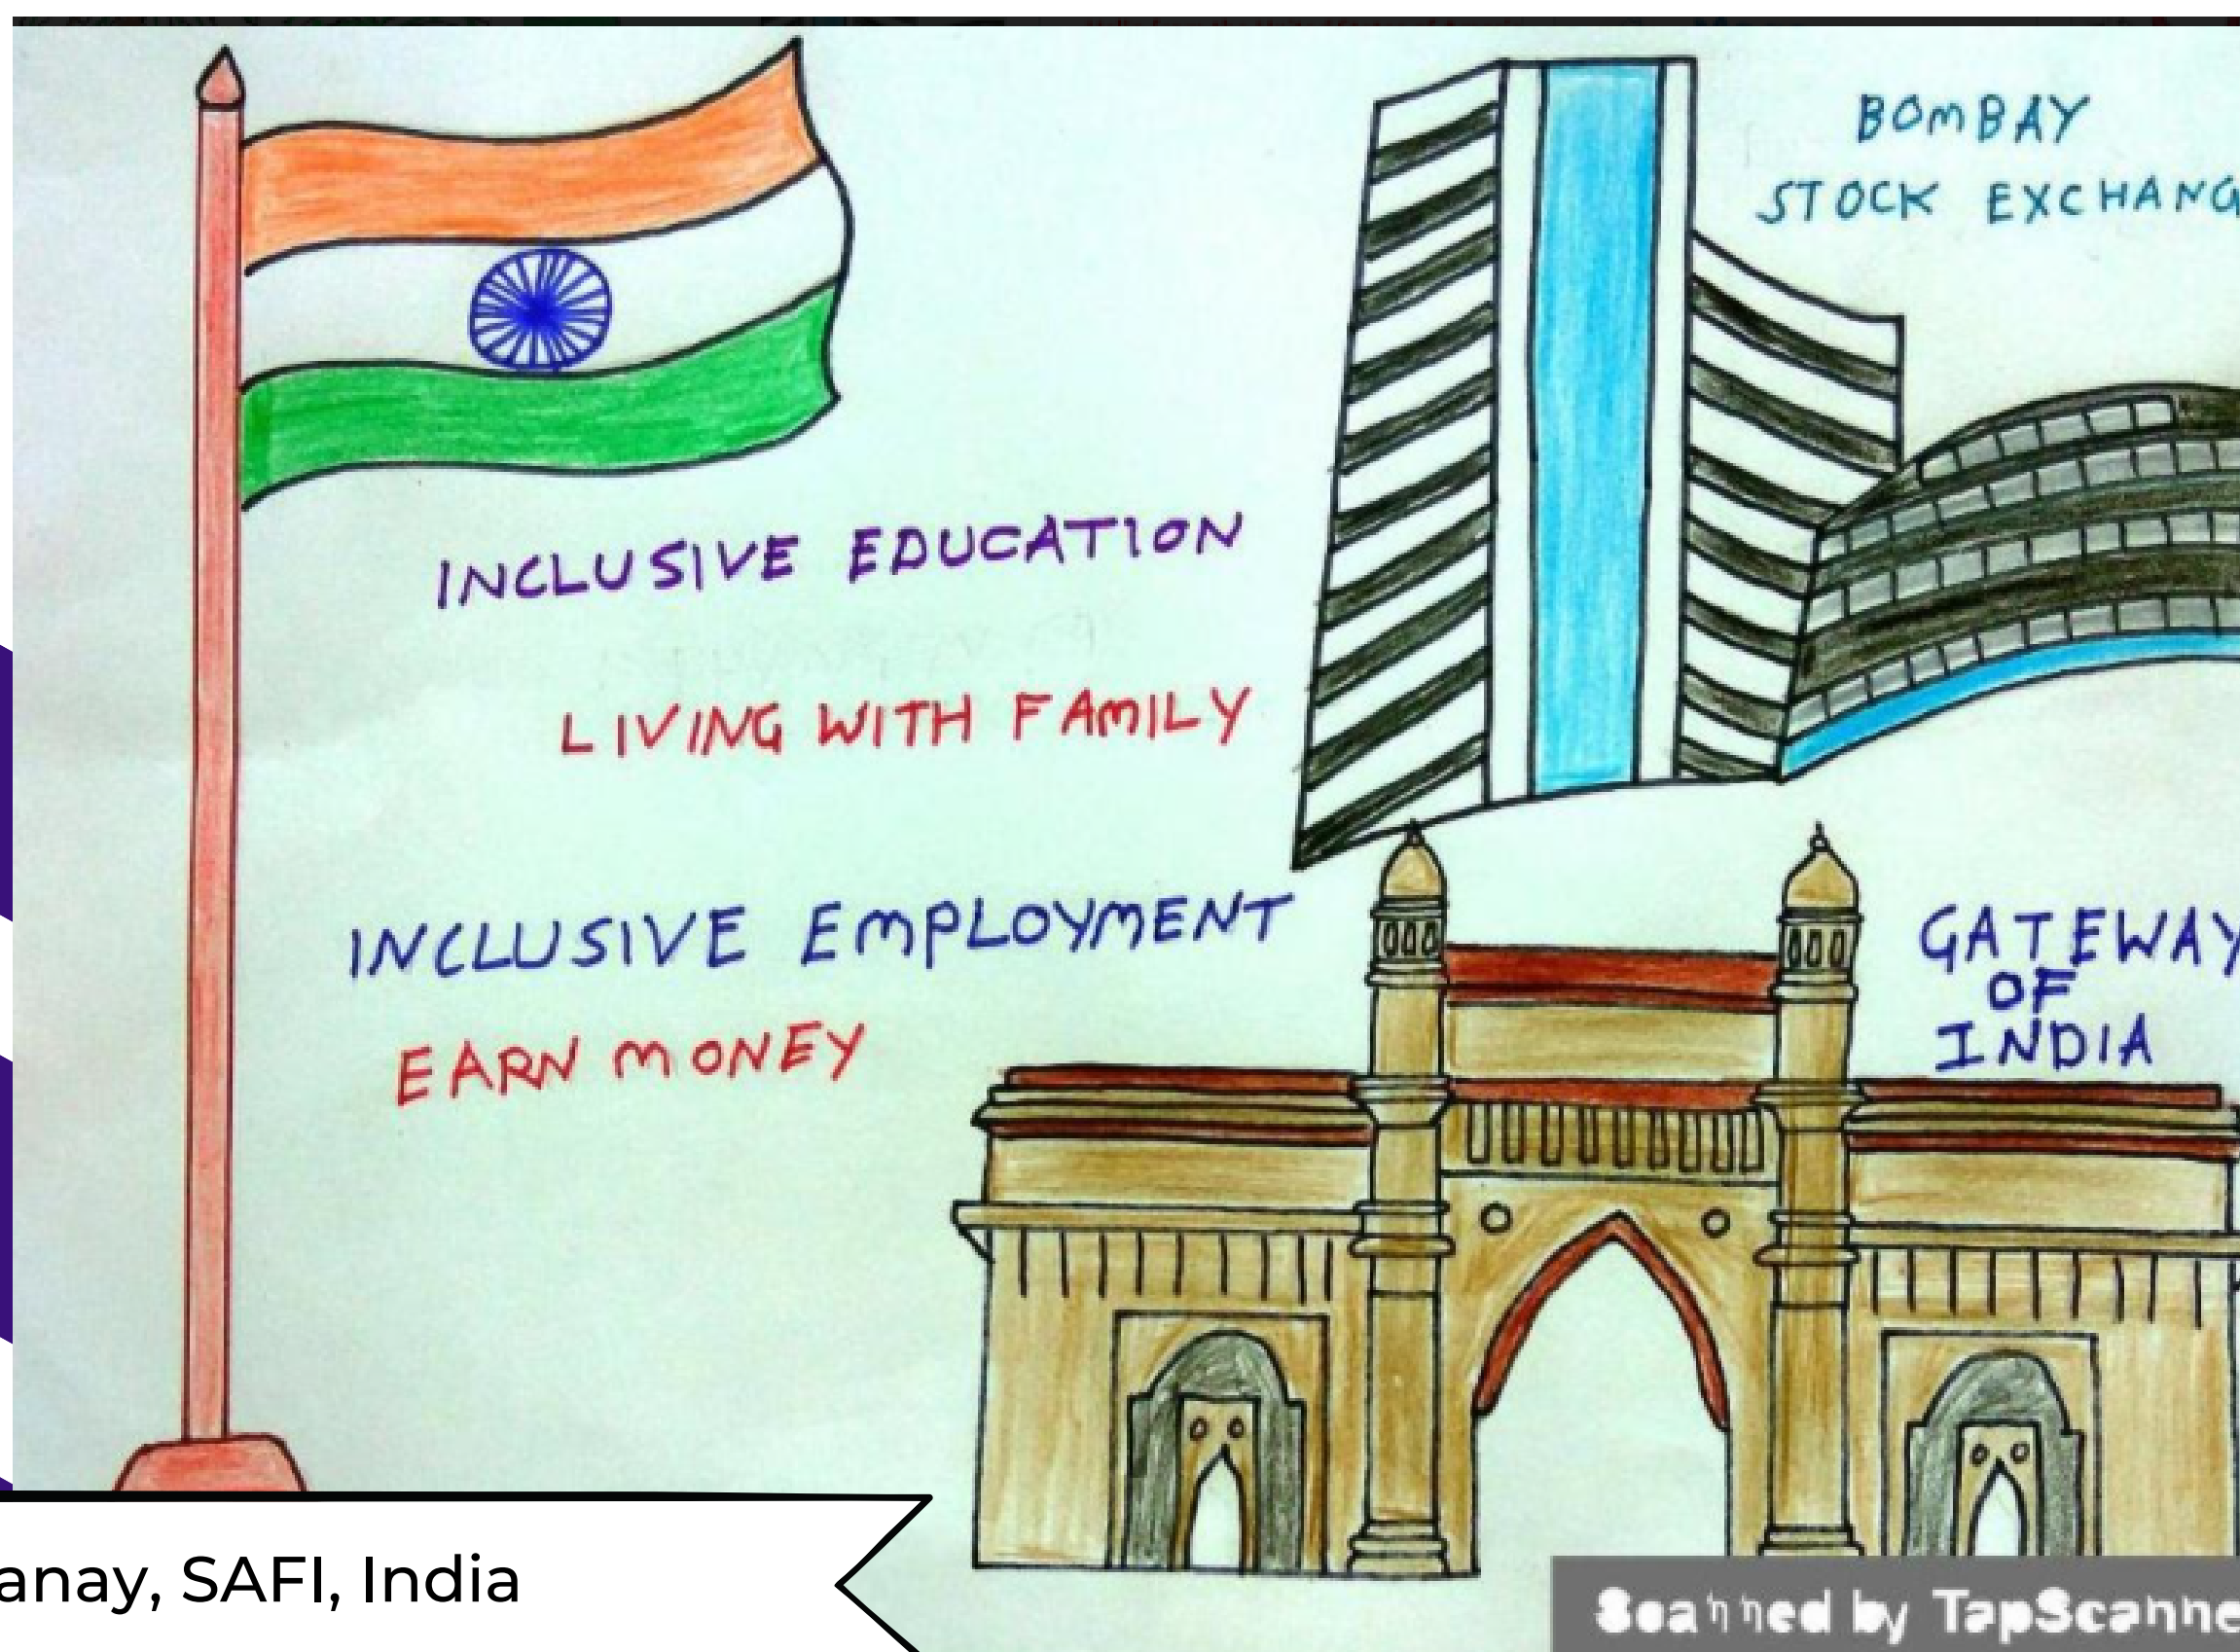 BOMBAY
STOCK EXCHANG
INCLUSIVE EDUCATION
LIVING WITH FAMILY
INCLUSIVE EMPLOYMENT
EARN MONEY
GATEWAY
OF
INDIA
anay, SAFI, India
Scanned by TapScanne